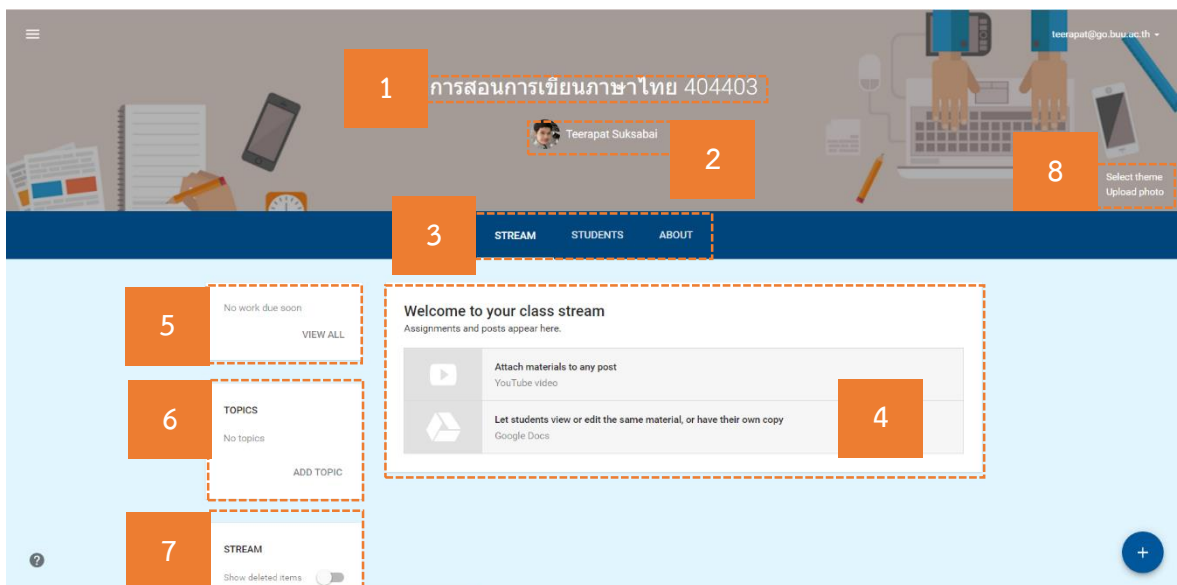 teerapat@go.buu.ac.th
1
การสอนการเขียนภาษาไทย 404403
Teerapat Suksabai
2
8
Select theme
Upload photo
3
STREAM STUDENTS ABOUT
5
No work due soon
VIEW ALL
Welcome to your class stream
Assignments and posts appear here.
Attach materials to any post
YouTube video
Let students view or edit the same material, or have their own copy
Google Docs
4
6
TOPICS
No topics
ADD TOPIC
7
STREAM
Show deleted items
?
+